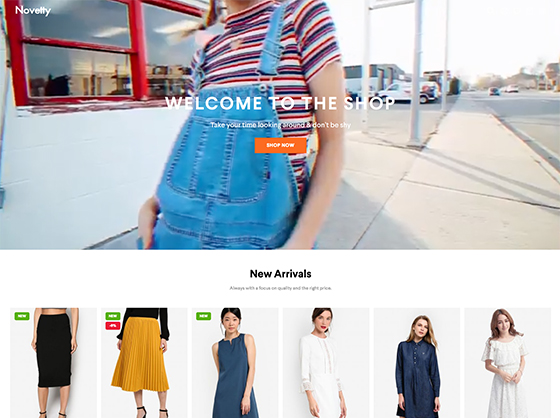 Novelty
WELCOME TO THE SHOP
Take your time looking around & don't be shy
SHOP NOW
New Arrivals
Always with a focus on quality and the right price.
NEW
NEW
NEW